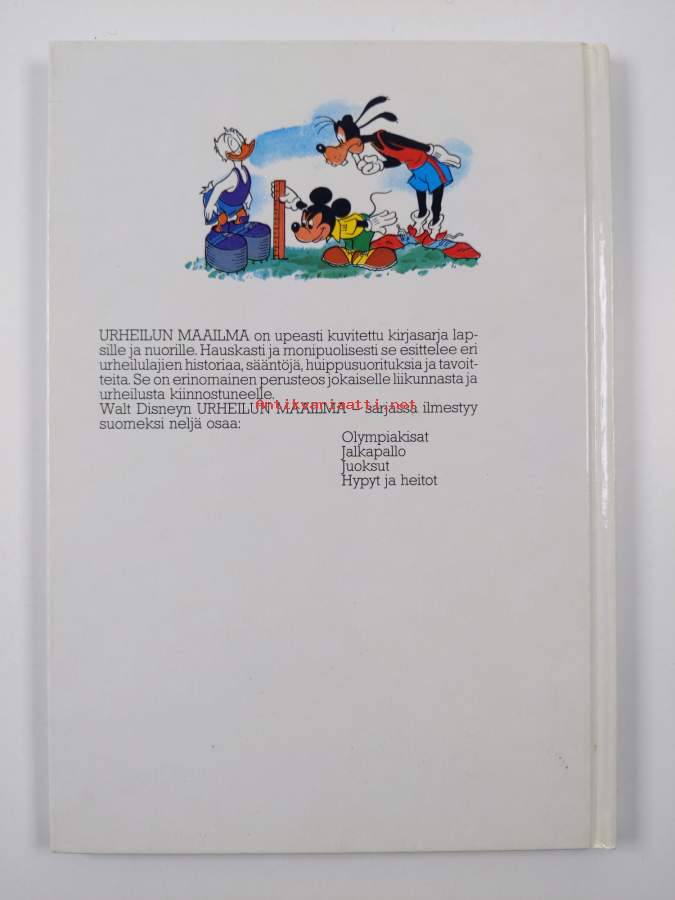 URHEILUN MAAILMA on upeasti kuvitettu kirjasarja lap-
sille ja nuorille. Hauskasti ja monipuolisesti se esittelee eri
urheilulajien historiaa, sääntöjä, huippusuorituksia ja tavoit-
teita. Se on erinomainen perusteos jokaiselle liikunnasta ja
urheilusta kiinnostuneelle.
Antikvariaatti.net
Walt Disneyn URHEILUN MAAILMA – sarjassa ilmestyy
suomeksi neljä osaa:
Olympiakisat
Jalkapallo
Juoksut
Hypyt ja heitot